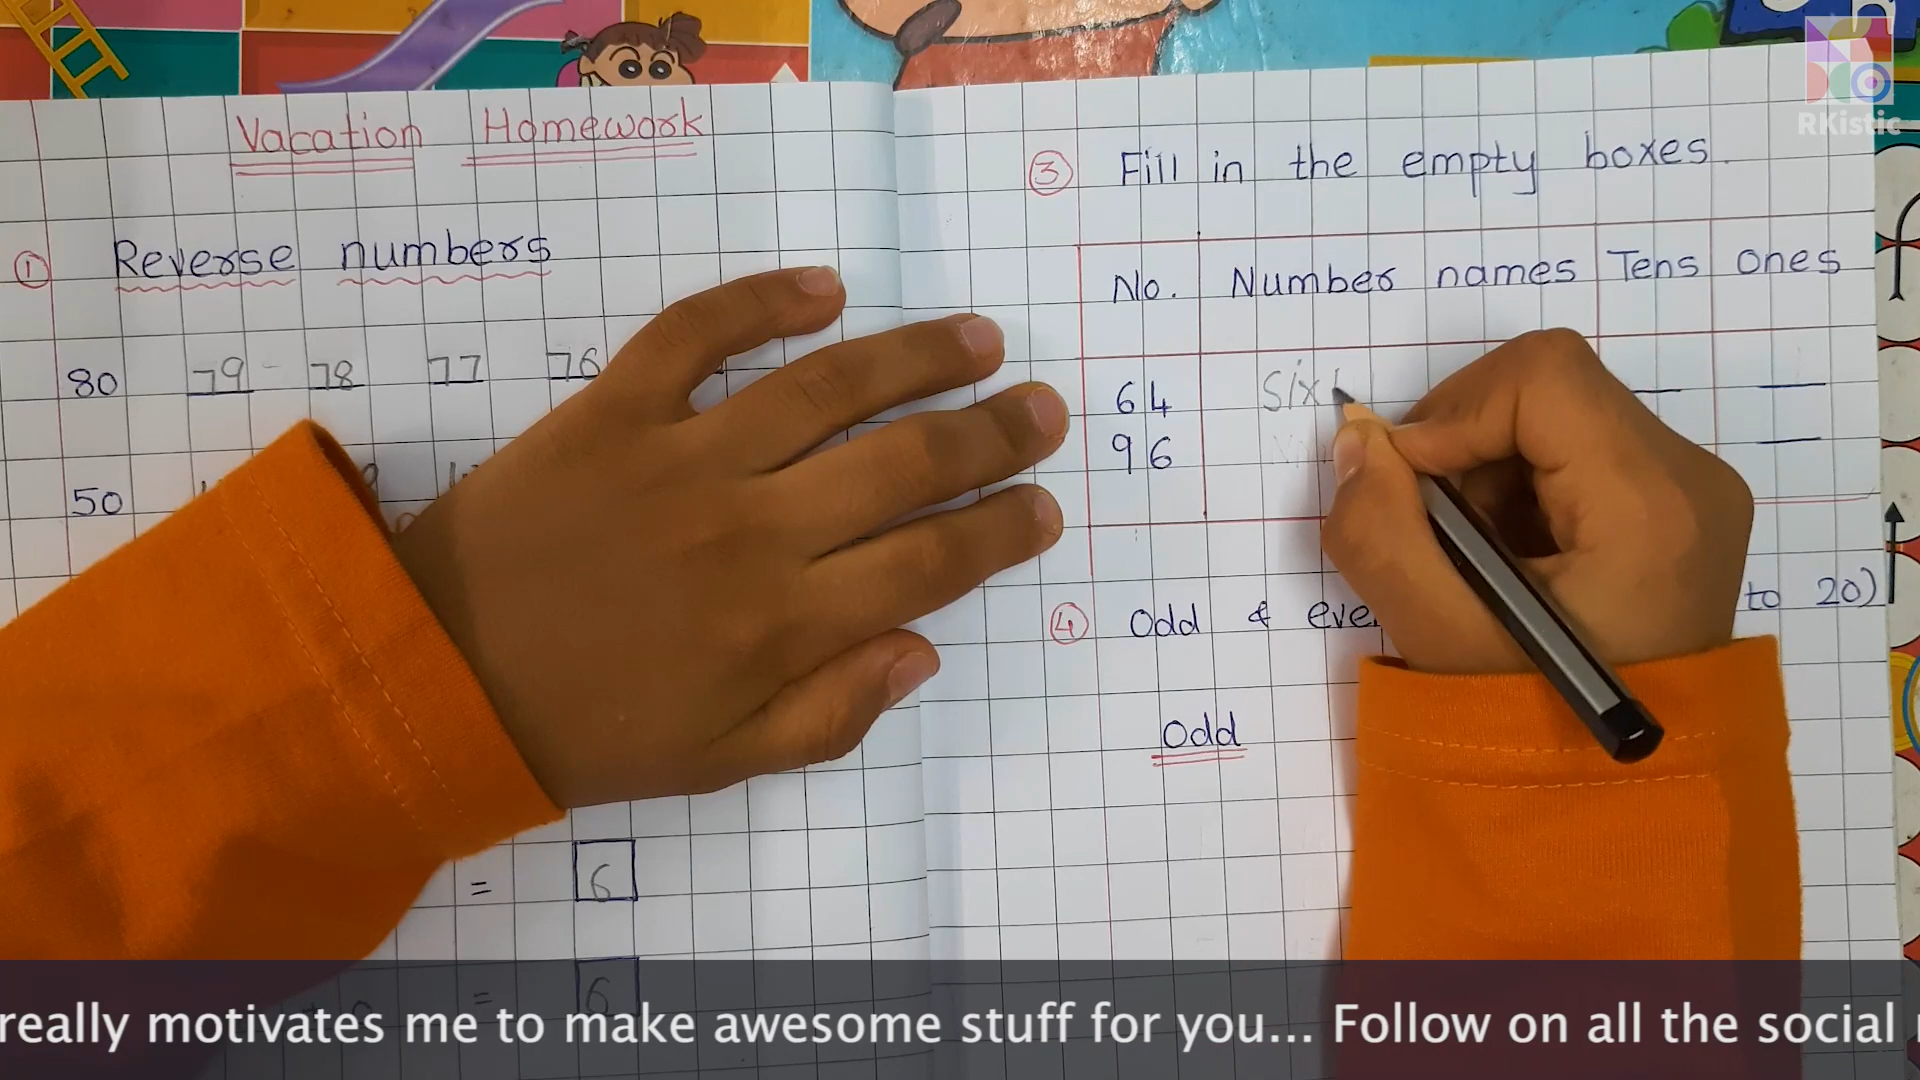 RKistic
Vacation Homework
① Reverse numbers
80 79 78 77 76
50
= 6
= 6
③ Fill in the empty boxes.
No. Number names Tens ones
64 Six
96
④ Odd & eve to 20)
Odd
really motivates me to make awesome stuff for you... Follow on all the social